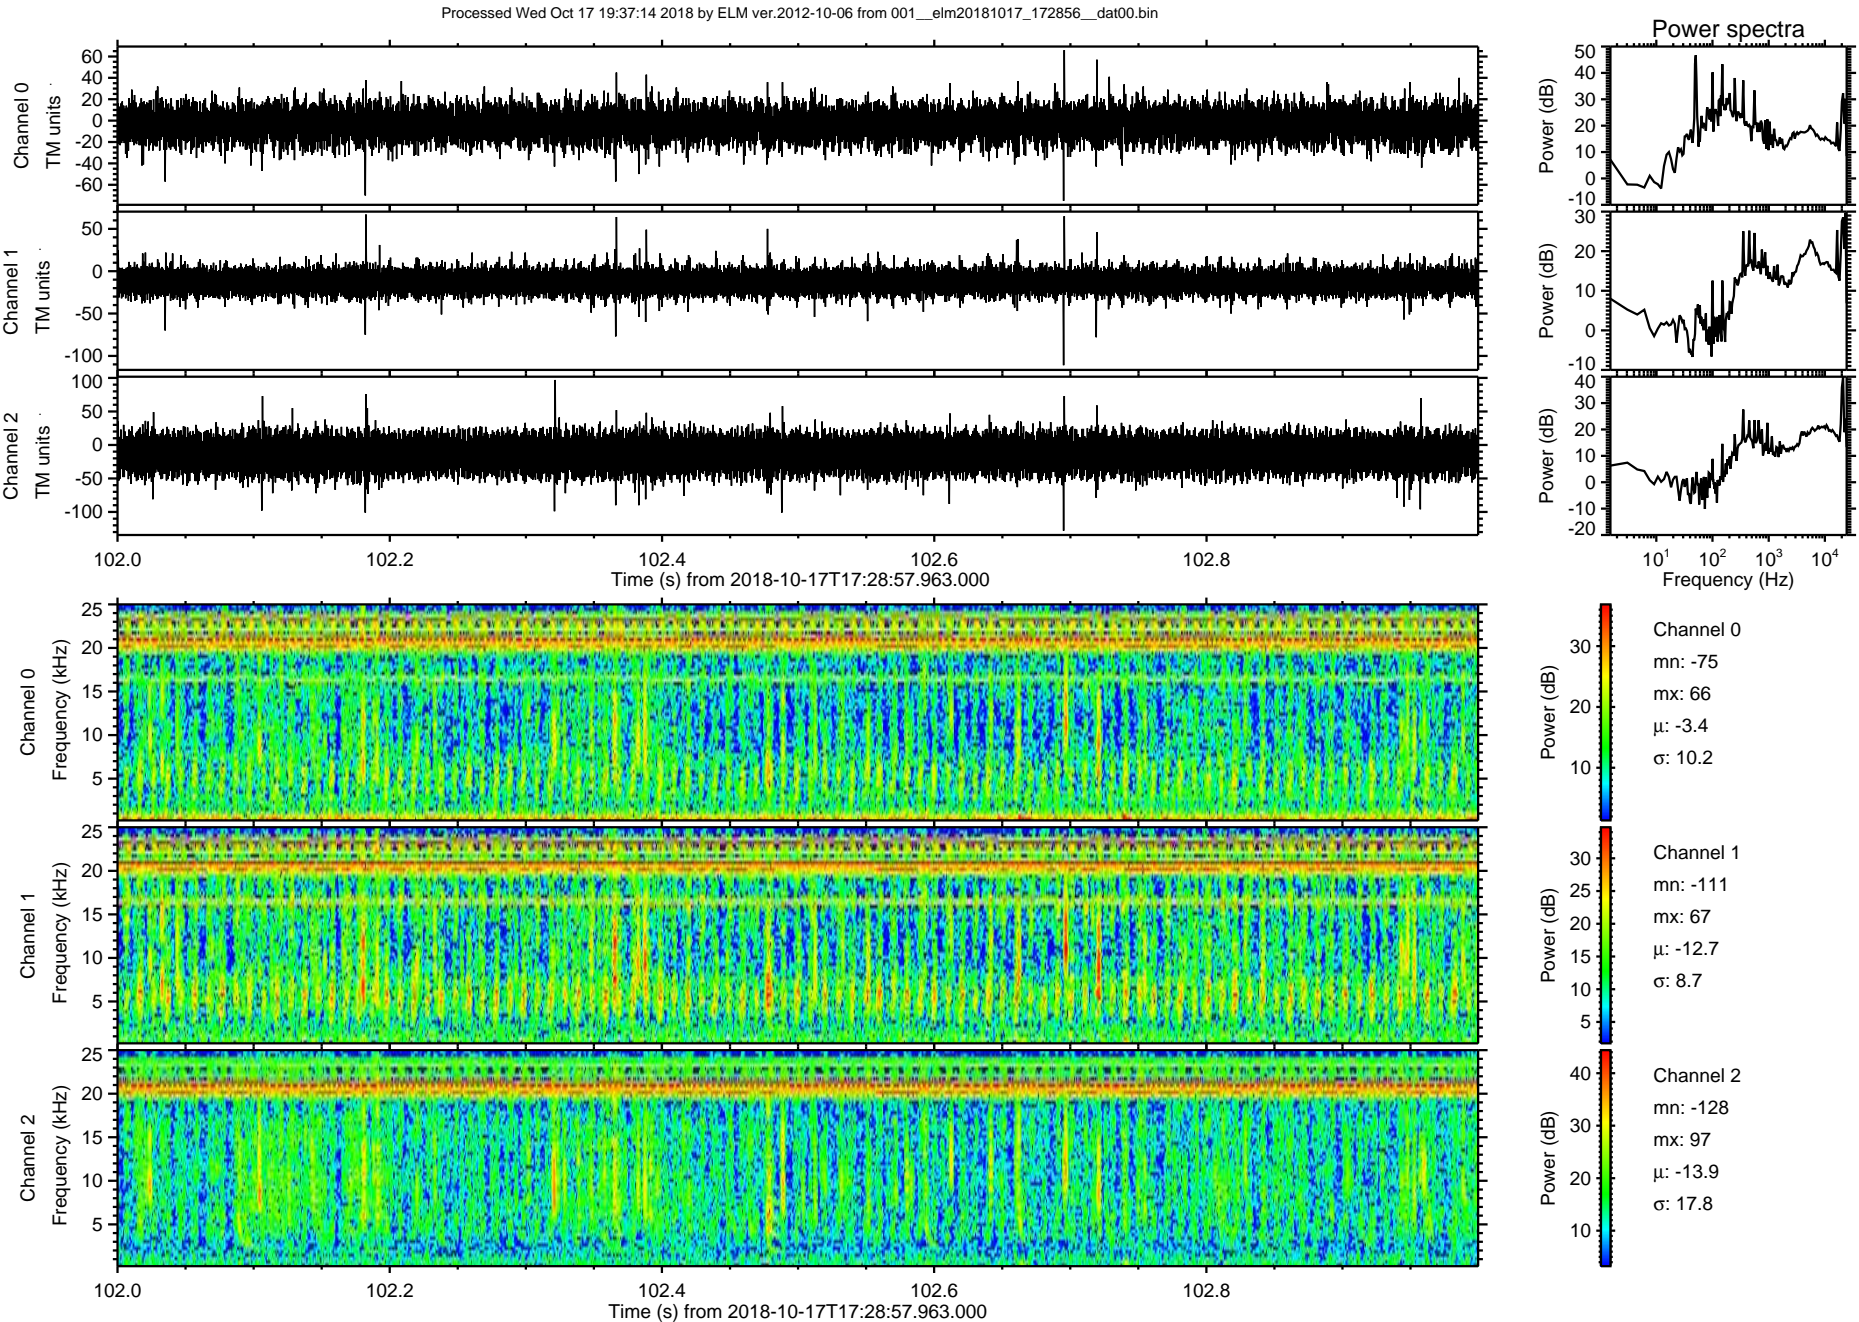 Processed Wed Oct 17 19:37:14 2018 by ELM ver.2012-10-06 from 001__elm20181017_172856__dat00.bin
Power spectra
Channel 0
TM units
60
40
20
0
-20
-40
-60
Power (dB)
50
40
30
20
10
0
-10
Channel 1
TM units
50
0
-50
-100
Power (dB)
30
20
10
0
-10
Channel 2
TM units
100
50
0
-50
-100
Power (dB)
40
30
20
10
0
-10
-20
102.0 102.2 102.4 102.6 102.8
Time (s) from 2018-10-17T17:28:57.963.000
10¹ 10² 10³ 10⁴
Frequency (Hz)
Channel 0
Frequency (kHz)
25
20
15
10
5
Power (dB)
30
20
10
Channel 0
mn: -75
mx: 66
μ: -3.4
σ: 10.2
Channel 1
Frequency (kHz)
25
20
15
10
5
Power (dB)
30
25
20
15
10
5
Channel 1
mn: -111
mx: 67
μ: -12.7
σ: 8.7
Channel 2
Frequency (kHz)
25
20
15
10
5
Power (dB)
40
30
20
10
Channel 2
mn: -128
mx: 97
μ: -13.9
σ: 17.8
102.0 102.2 102.4 102.6 102.8
Time (s) from 2018-10-17T17:28:57.963.000